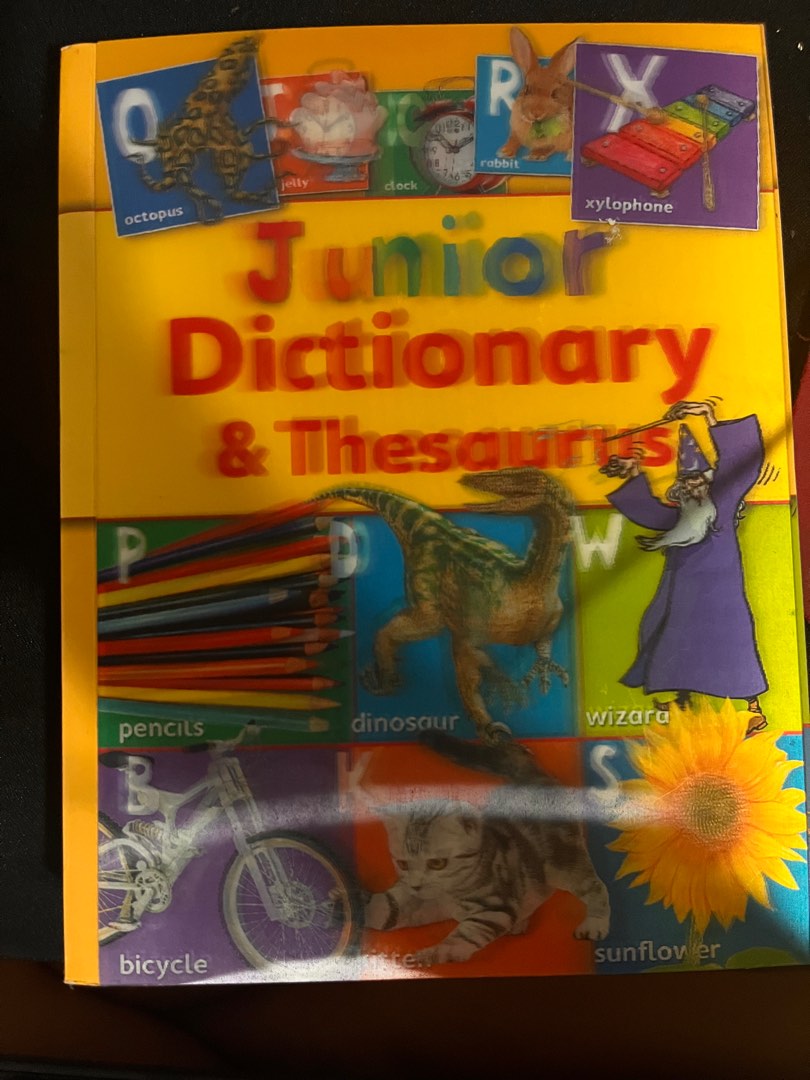 O
R
X
octopus
jelly
clock
rabbit
xylophone
Junior
Dictionary
& Thesaurus
P
D
W
pencils
dinosaur
wizard
B
K
S
bicycle
sunflower